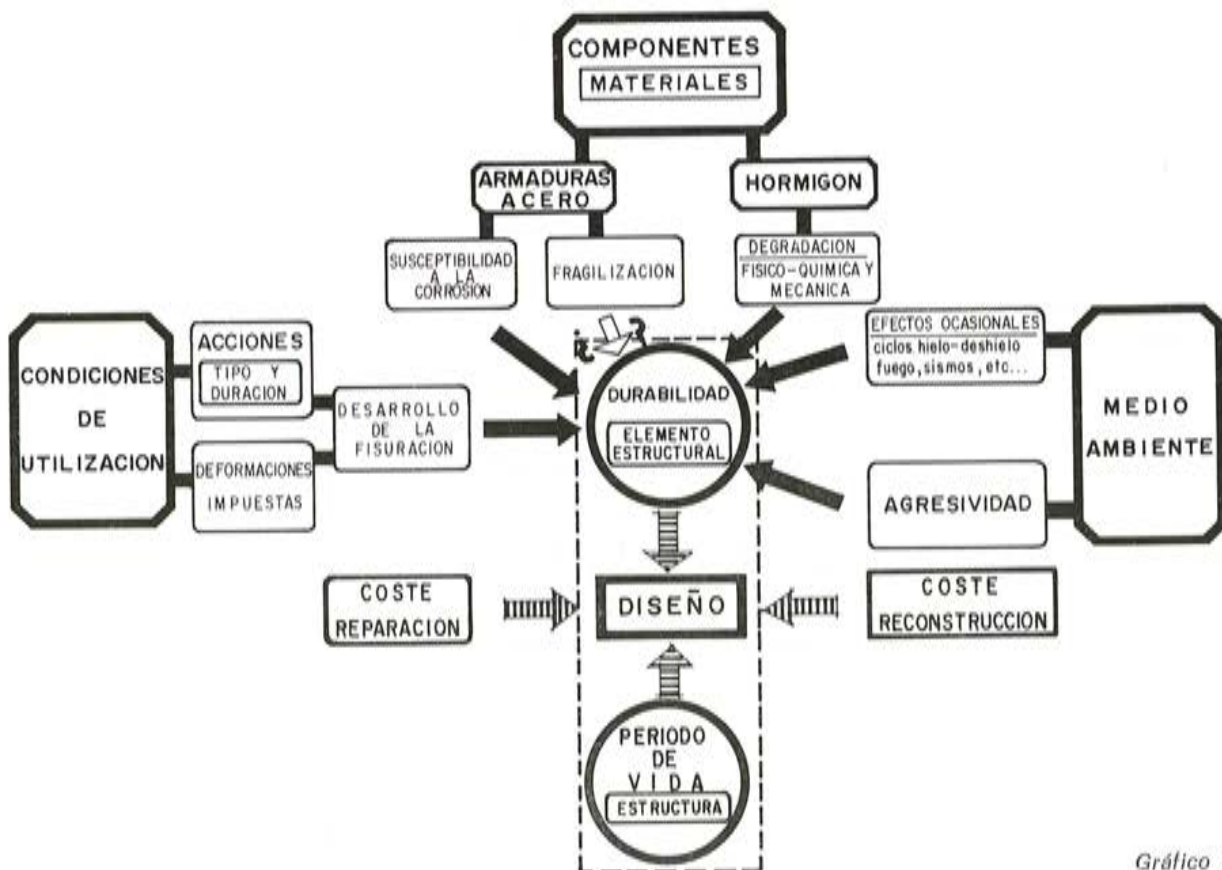 COMPONENTES
MATERIALES
ARMADURAS
ACERO
HORMIGON
SUSCEPTIBILIDAD
A LA
CORROSION
FRAGILIZACION
DEGRADACION
FISICO-QUIMICA Y
MECANICA
CONDICIONES
DE
UTILIZACION
ACCIONES
TIPO Y
DURACION
DEFORMACIONES
IMPUESTAS
DESARROLLO
DE LA
FISURACION
¿ ?
DURABILIDAD
ELEMENTO
ESTRUCTURAL
EFECTOS OCASIONALES
ciclos hielo-deshielo
fuego, sismos, etc...
AGRESIVIDAD
MEDIO
AMBIENTE
COSTE
REPARACION
DISEÑO
COSTE
RECONSTRUCCION
PERIODO
DE
VIDA
ESTRUCTURA
Gráfico